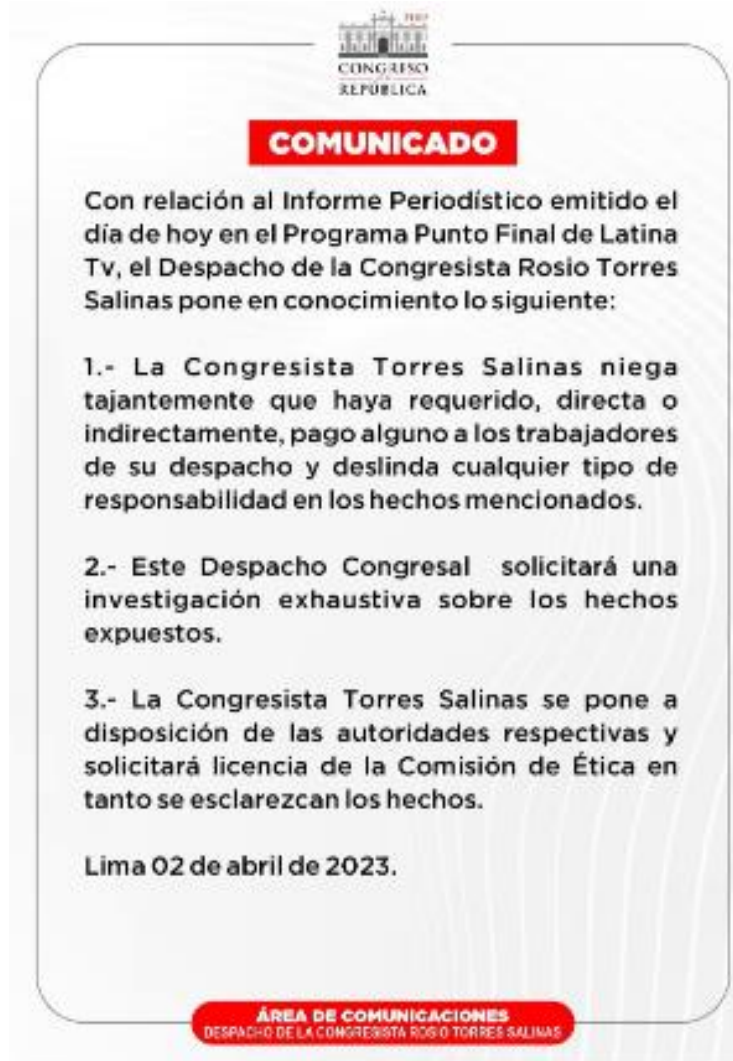 PERÚ
CONGRESO
REPÚBLICA
COMUNICADO
Con relación al Informe Periodístico emitido el
día de hoy en el Programa Punto Final de Latina
Tv, el Despacho de la Congresista Rosio Torres
Salinas pone en conocimiento lo siguiente:
1.- La Congresista Torres Salinas niega
tajantemente que haya requerido, directa o
indirectamente, pago alguno a los trabajadores
de su despacho y deslinda cualquier tipo de
responsabilidad en los hechos mencionados.
2.- Este Despacho Congresal solicitará una
investigación exhaustiva sobre los hechos
expuestos.
3.- La Congresista Torres Salinas se pone a
disposición de las autoridades respectivas y
solicitará licencia de la Comisión de Ética en
tanto se esclarezcan los hechos.
Lima 02 de abril de 2023.
ÁREA DE COMUNICACIONES
DESPACHO DE LA CONGRESISTA ROSIO TORRES SALINAS